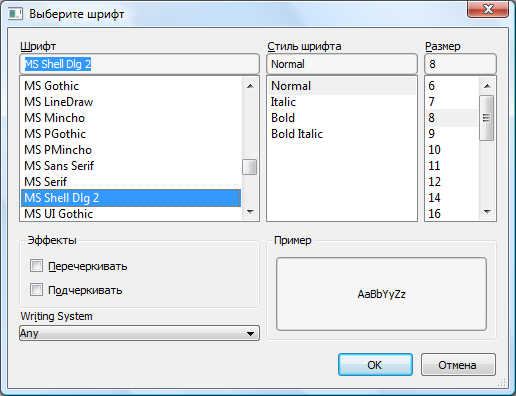 Выберите шрифт
Шрифт
MS Shell Dlg 2
MS Gothic
MS LineDraw
MS Mincho
MS PGothic
MS PMincho
MS Sans Serif
MS Serif
MS Shell Dlg 2
MS UI Gothic
Стиль шрифта
Normal
Normal
Italic
Bold
Bold Italic
Размер
8
6
7
8
9
10
11
12
14
16
Эффекты
Перечеркивать
Подчеркивать
Writing System
Any
Пример
AaBbYyZz
OK
Отмена